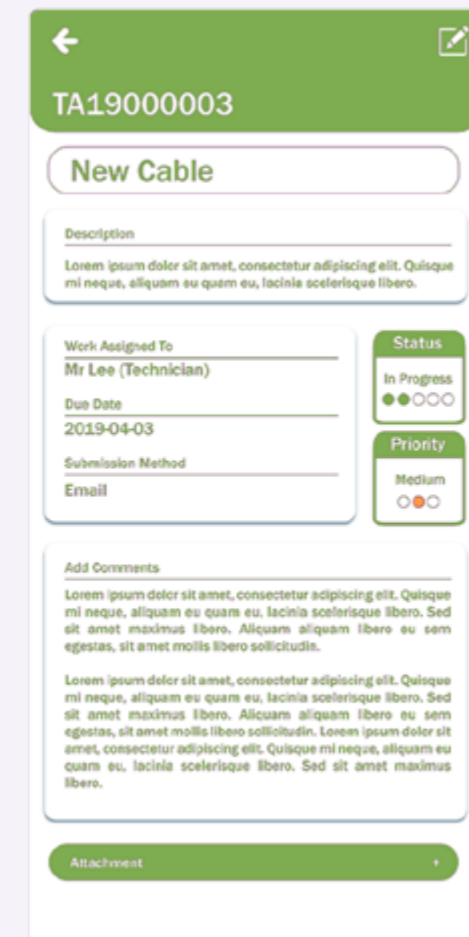 TA19000003
New Cable
Description
Lorem ipsum dolor sit amet, consectetur adipiscing elit. Quisque
mi neque, aliquam eu quam eu, lacinia scelerisque libero.
Work Assigned To
Mr Lee (Technician)
Due Date
2019-04-03
Submission Method
Email
Status
In Progress
Priority
Medium
Add Comments
Lorem ipsum dolor sit amet, consectetur adipiscing elit. Quisque
mi neque, aliquam eu quam eu, lacinia scelerisque libero. Sed
sit amet maximus libero. Aliquam aliquam libero eu sem
egestas, sit amet mollis libero sollicitudin.
Lorem ipsum dolor sit amet, consectetur adipiscing elit. Quisque
mi neque, aliquam eu quam eu, lacinia scelerisque libero. Sed
sit amet maximus libero. Aliquam aliquam libero eu sem
egestas, sit amet mollis libero sollicitudin. Lorem ipsum dolor sit
amet, consectetur adipiscing elit. Quisque mi neque, aliquam eu
quam eu, lacinia scelerisque libero. Sed sit amet maximus
libero.
Attachment +